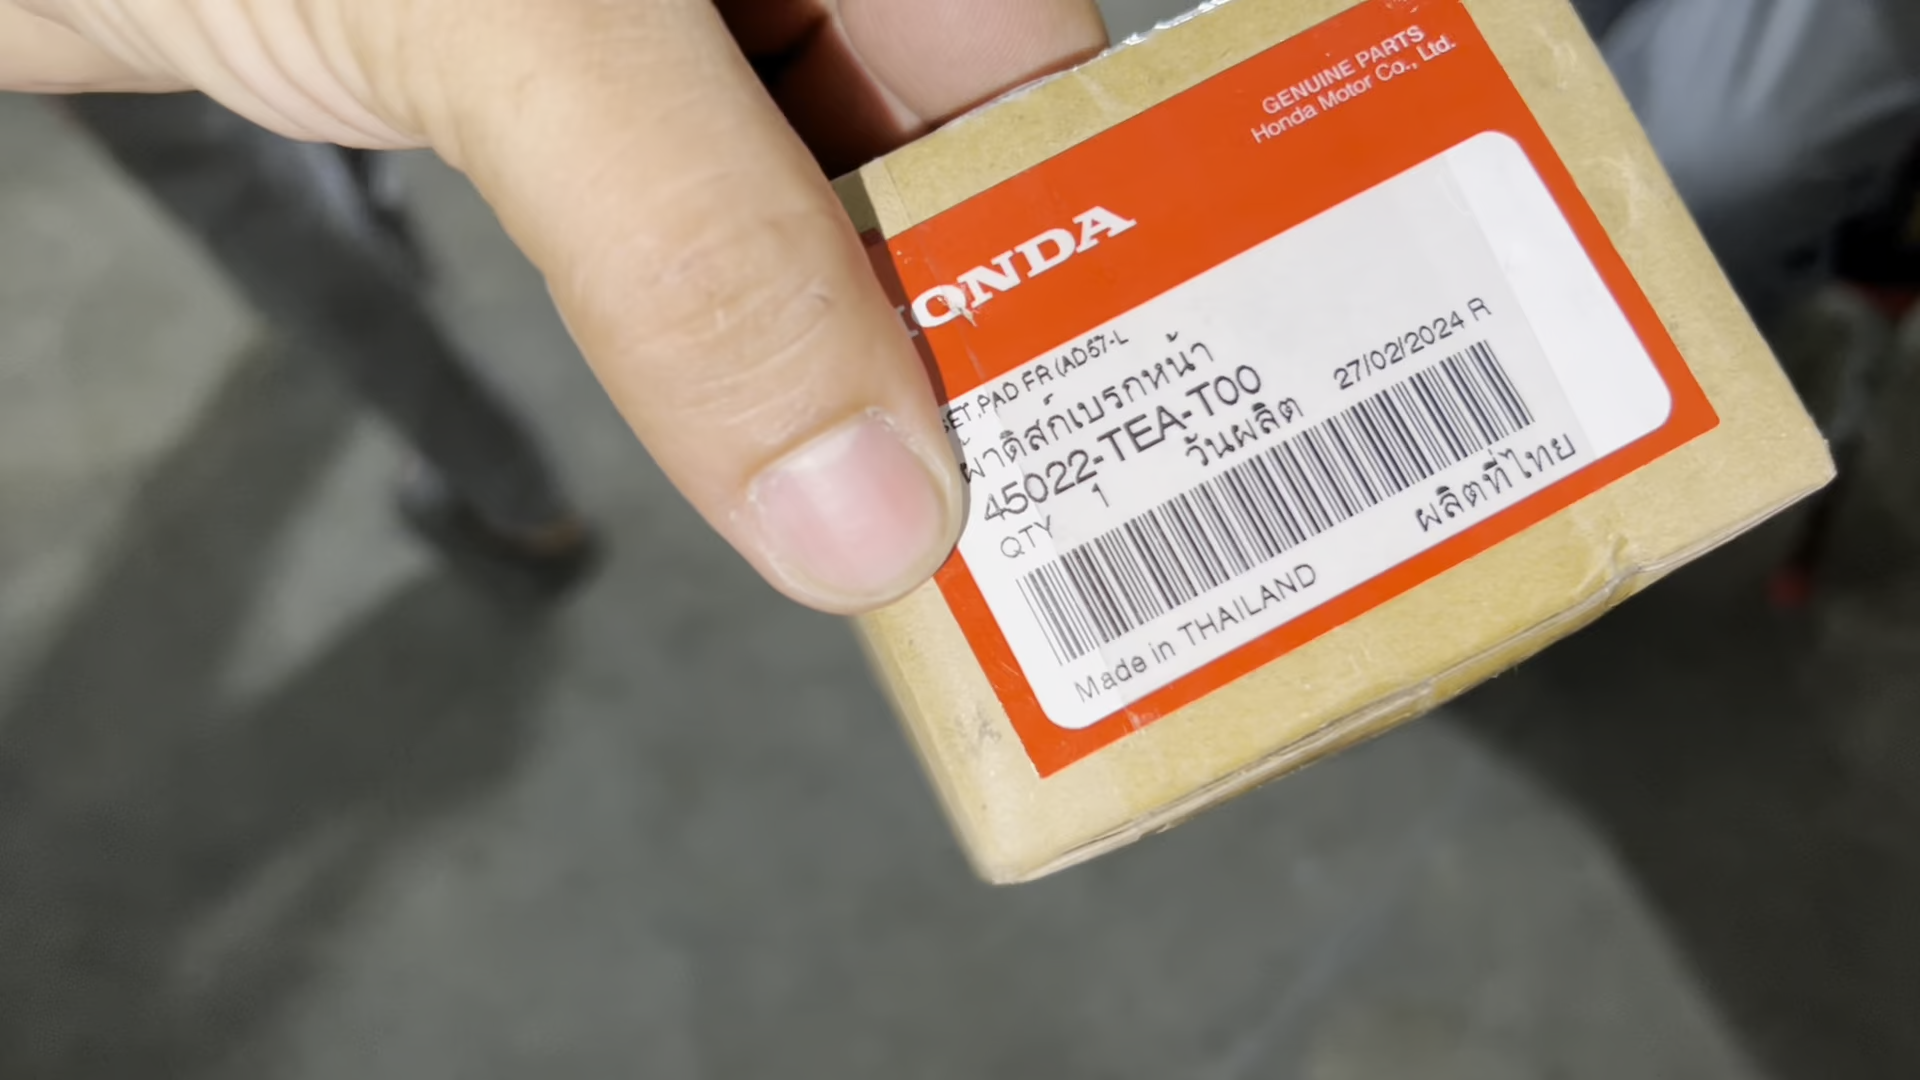 GENUINE PARTS
Honda Motor Co., Ltd.
HONDA
SET,PAD FR (AD57-L
ผ้าดิสก์เบรกหน้า
45022-TEA-T00 27/02/2024 R
QTY 1 วันผลิต
Made in THAILAND ผลิตที่ไทย